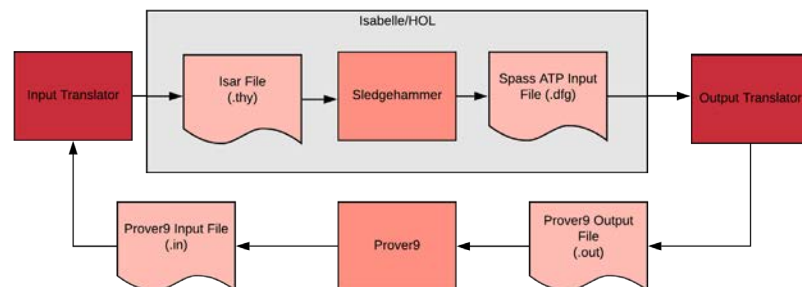 Isabelle/HOL
Input Translator
Isar File
(.thy)
Sledgehammer
Spass ATP Input
File (.dfg)
Output Translator
Prover9 Input File
(.in)
Prover9
Prover9 Output
File
(.out)